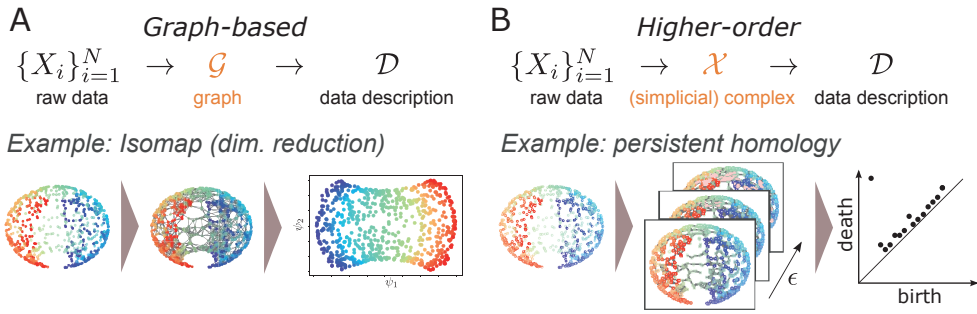 A
Graph-based
{X_i}_{i=1}^N → 𝒢 → 𝒟
raw data graph data description
Example: Isomap (dim. reduction)
ψ_2
ψ_1
B
Higher-order
{X_i}_{i=1}^N → 𝒳 → 𝒟
raw data (simplicial) complex data description
Example: persistent homology
ϵ
death
birth